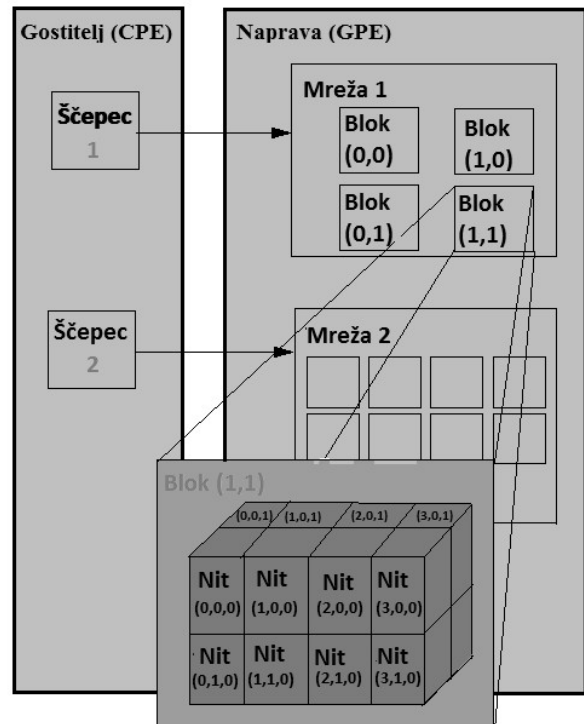 Gostitelj (CPE)
Naprava (GPE)
Ščepec
1
Mreža 1
Blok
(0,0)
Blok
(1,0)
Blok
(0,1)
Blok
(1,1)
Ščepec
2
Mreža 2
Blok (1,1)
(0,0,1) (1,0,1) (2,0,1) (3,0,1)
Nit Nit Nit Nit
(0,0,0) (1,0,0) (2,0,0) (3,0,0)
Nit Nit Nit Nit
(0,1,0) (1,1,0) (2,1,0) (3,1,0)